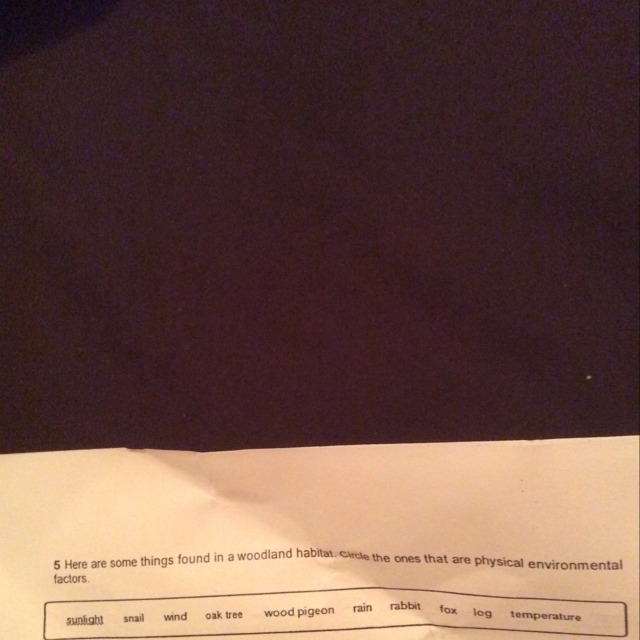 5 Here are some things found in a woodland habitat. Circle the ones that are physical environmental
factors.
sunlight snail wind oak tree wood pigeon rain rabbit fox log temperature